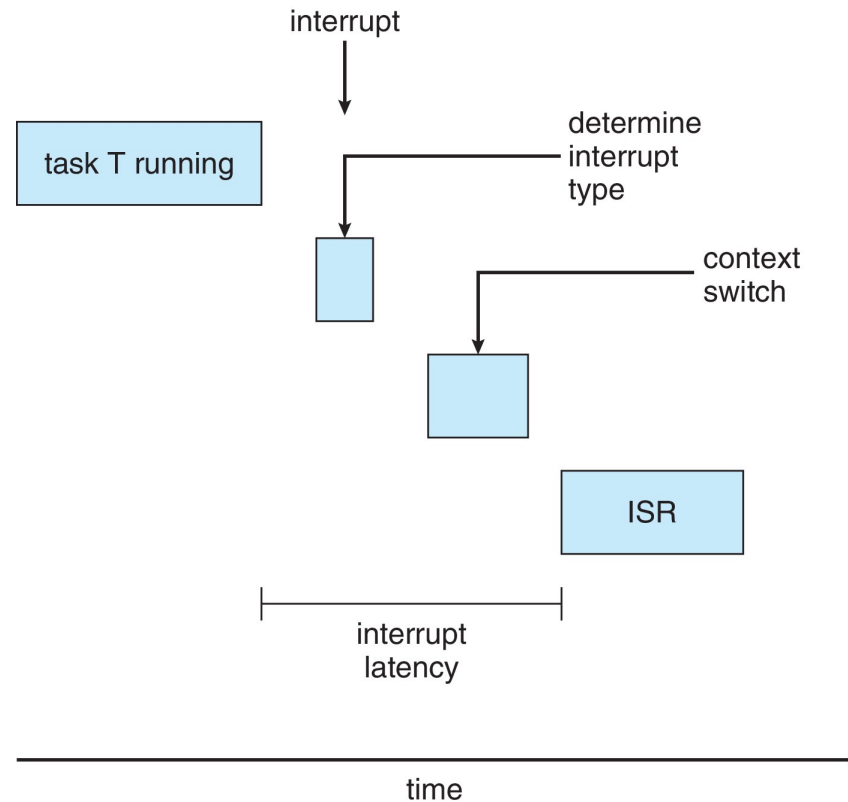 interrupt
task T running
determine
interrupt
type
context
switch
ISR
interrupt
latency
time